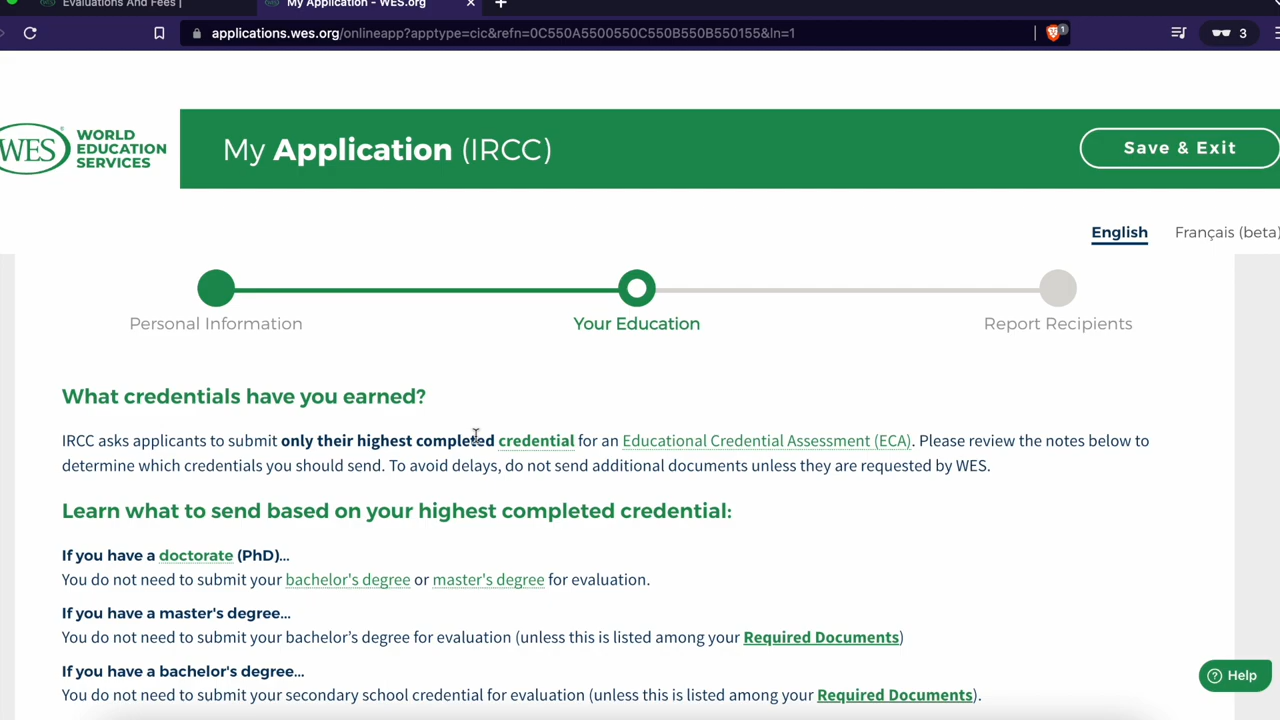 Evaluations And Fees |
My Application - WES.org
applications.wes.org/onlineapp?apptype=cic&refn=0C550A5500550C550B550B550155&ln=1
1
3
WES
WORLD
EDUCATION
SERVICES
My Application (IRCC)
Save & Exit
English
Français (beta)
Personal Information
Your Education
Report Recipients
What credentials have you earned?
IRCC asks applicants to submit only their highest completed credential for an Educational Credential Assessment (ECA). Please review the notes below to
determine which credentials you should send. To avoid delays, do not send additional documents unless they are requested by WES.
Learn what to send based on your highest completed credential:
If you have a doctorate (PhD)...
You do not need to submit your bachelor's degree or master's degree for evaluation.
If you have a master's degree...
You do not need to submit your bachelor’s degree for evaluation (unless this is listed among your Required Documents)
If you have a bachelor's degree...
You do not need to submit your secondary school credential for evaluation (unless this is listed among your Required Documents).
Help